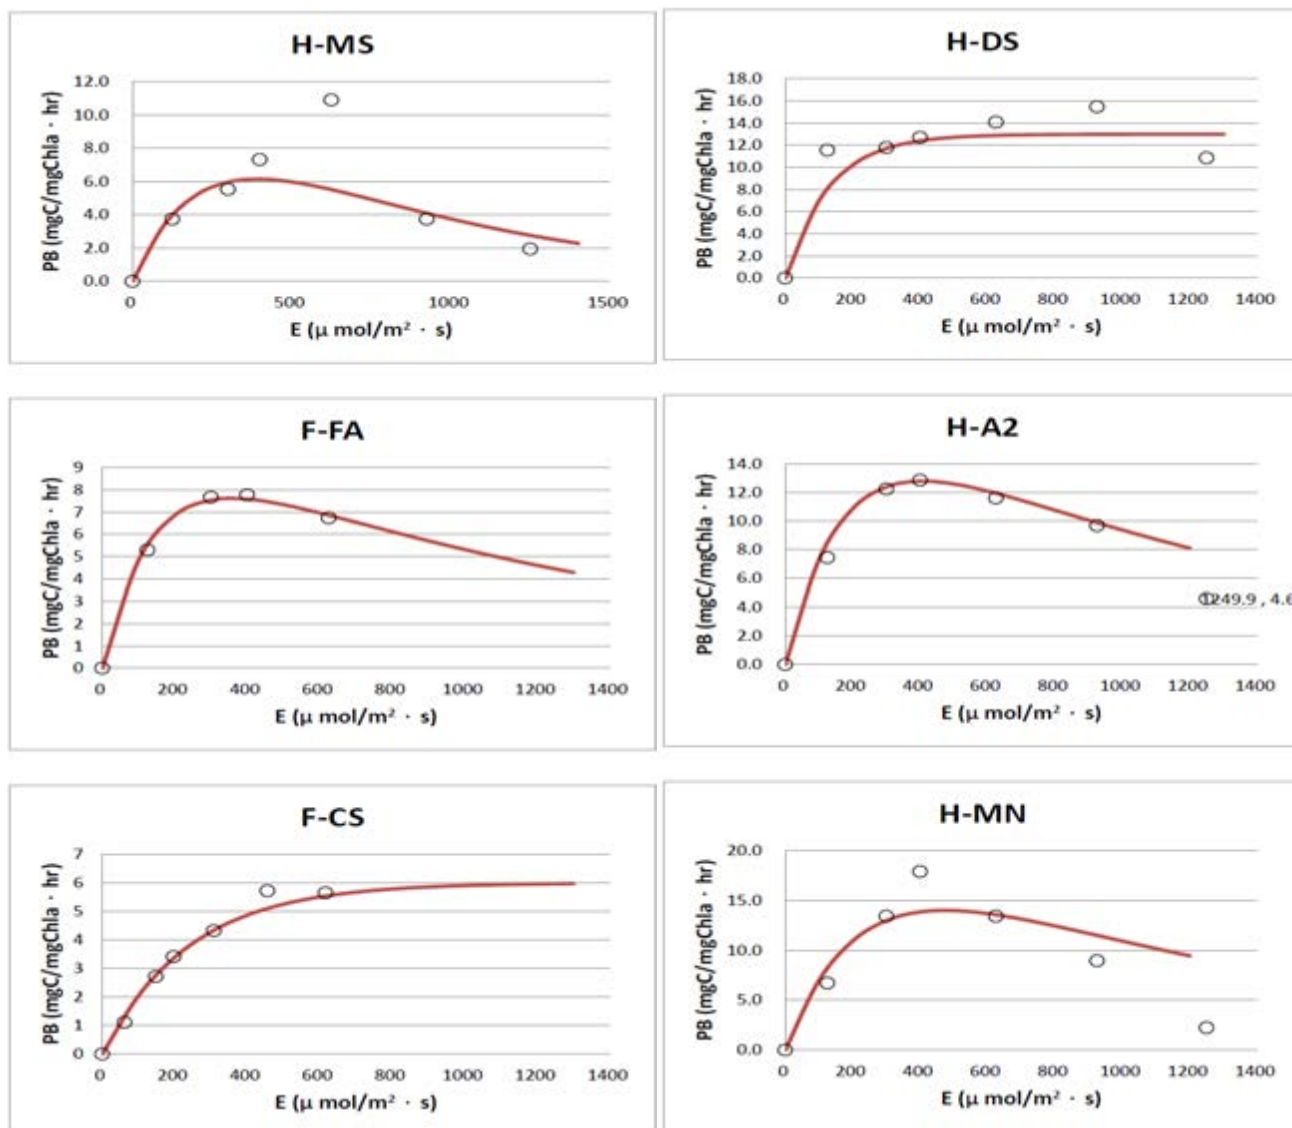 H-MS
PB (mgC/mgChla · hr)
12.0
10.0
8.0
6.0
4.0
2.0
0.0
0 500 1000 1500
E (μ mol/m² · s)
H-DS
PB (mgC/mgChla · hr)
18.0
16.0
14.0
12.0
10.0
8.0
6.0
4.0
2.0
0.0
0 200 400 600 800 1000 1200 1400
E (μ mol/m² · s)
F-FA
PB (mgC/mgChla · hr)
9
8
7
6
5
4
3
2
1
0
0 200 400 600 800 1000 1200 1400
E (μ mol/m² · s)
H-A2
PB (mgC/mgChla · hr)
14.0
12.0
10.0
8.0
6.0
4.0
2.0
0.0
1249.9 , 4.6
0 200 400 600 800 1000 1200 1400
E (μ mol/m² · s)
F-CS
PB (mgC/mgChla · hr)
7
6
5
4
3
2
1
0
0 200 400 600 800 1000 1200 1400
E (μ mol/m² · s)
H-MN
PB (mgC/mgChla · hr)
20.0
15.0
10.0
5.0
0.0
0 200 400 600 800 1000 1200 1400
E (μ mol/m² · s)